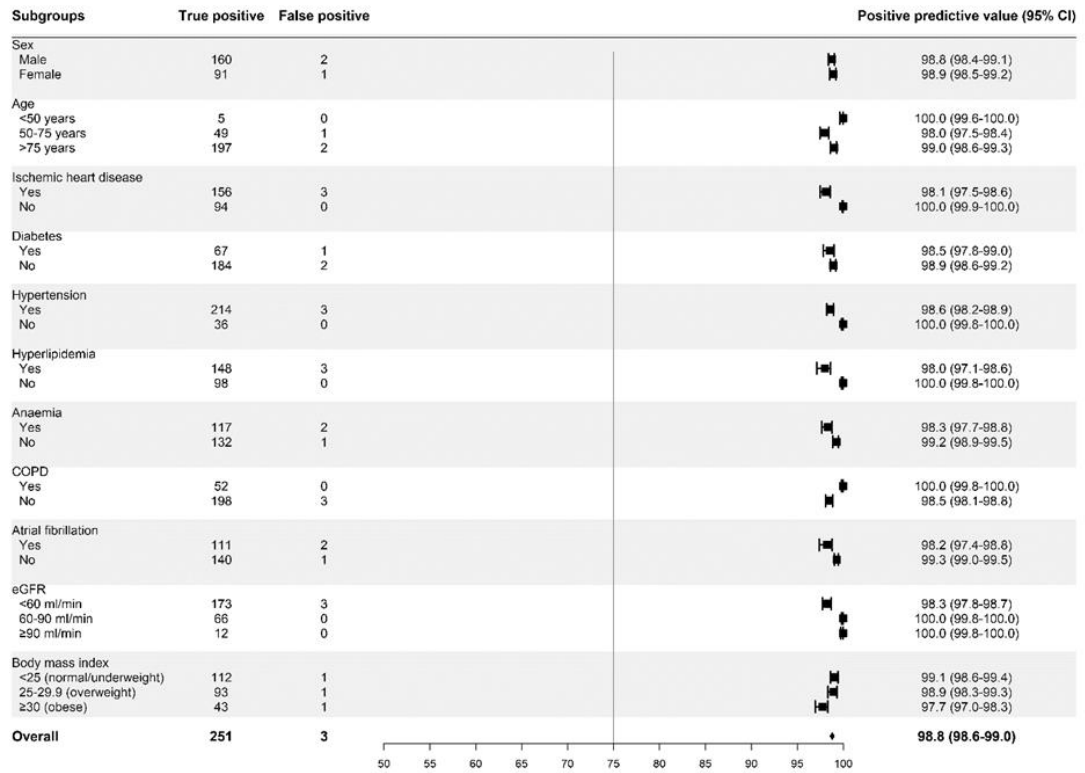 Subgroups True positive False positive Positive predictive value (95% CI)
Sex
Male 160 2 98.8 (98.4-99.1)
Female 91 1 98.9 (98.5-99.2)
Age
<50 years 5 0 100.0 (99.6-100.0)
50-75 years 49 1 98.0 (97.5-98.4)
>75 years 197 2 99.0 (98.6-99.3)
Ischemic heart disease
Yes 156 3 98.1 (97.5-98.6)
No 94 0 100.0 (99.9-100.0)
Diabetes
Yes 67 1 98.5 (97.8-99.0)
No 184 2 98.9 (98.6-99.2)
Hypertension
Yes 214 3 98.6 (98.2-98.9)
No 36 0 100.0 (99.8-100.0)
Hyperlipidemia
Yes 148 3 98.0 (97.1-98.6)
No 98 0 100.0 (99.8-100.0)
Anaemia
Yes 117 2 98.3 (97.7-98.8)
No 132 1 99.2 (98.9-99.5)
COPD
Yes 52 0 100.0 (99.8-100.0)
No 198 3 98.5 (98.1-98.8)
Atrial fibrillation
Yes 111 2 98.2 (97.4-98.8)
No 140 1 99.3 (99.0-99.5)
eGFR
<60 ml/min 173 3 98.3 (97.8-98.7)
60-90 ml/min 66 0 100.0 (99.8-100.0)
≥90 ml/min 12 0 100.0 (99.8-100.0)
Body mass index
<25 (normal/underweight) 112 1 99.1 (98.6-99.4)
25-29.9 (overweight) 93 1 98.9 (98.3-99.3)
≥30 (obese) 43 1 97.7 (97.0-98.3)
Overall 251 3 98.8 (98.6-99.0)
50 55 60 65 70 75 80 85 90 95 100